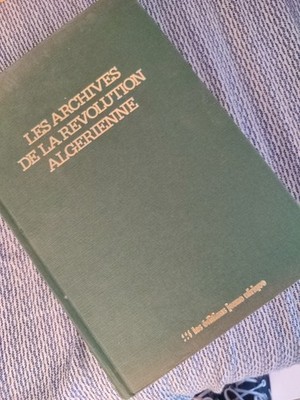 LES ARCHIVES
DE LA REVOLUTION
ALGERIENNE
les éditions jeune afrique